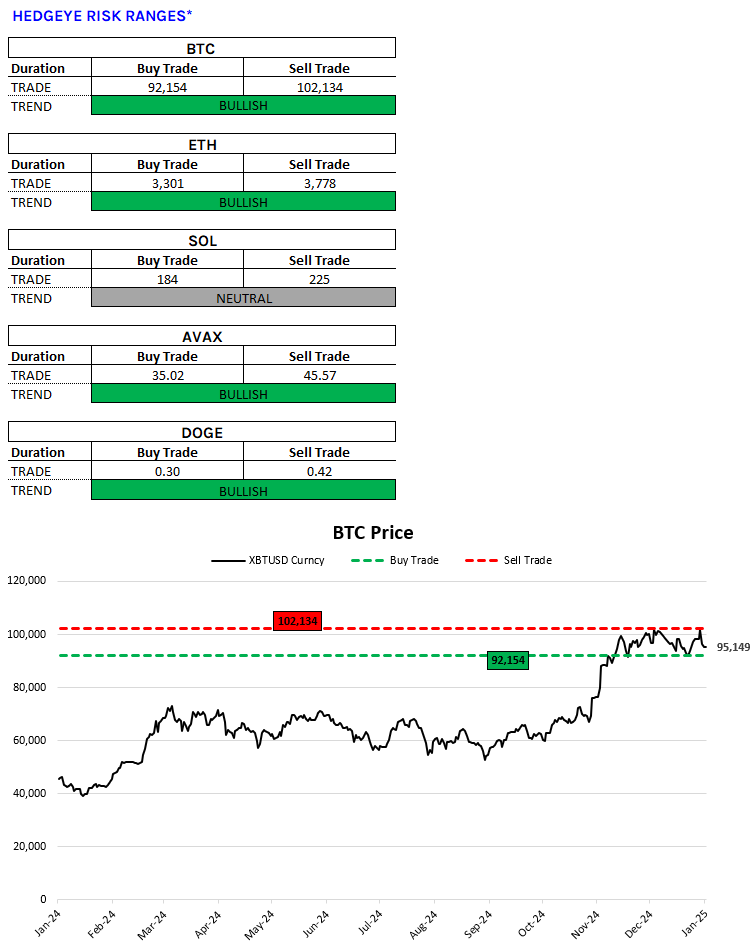 HEDGEYE RISK RANGES*
BTC
Duration Buy Trade Sell Trade
TRADE 92,154 102,134
TREND BULLISH
ETH
Duration Buy Trade Sell Trade
TRADE 3,301 3,778
TREND BULLISH
SOL
Duration Buy Trade Sell Trade
TRADE 184 225
TREND NEUTRAL
AVAX
Duration Buy Trade Sell Trade
TRADE 35.02 45.57
TREND BULLISH
DOGE
Duration Buy Trade Sell Trade
TRADE 0.30 0.42
TREND BULLISH
BTC Price
XBTUSD Curncy Buy Trade Sell Trade
120,000
102,134
100,000
95,149
92,154
80,000
60,000
40,000
20,000
0
Jan-24 Feb-24 Mar-24 Apr-24 May-24 Jun-24 Jul-24 Aug-24 Sep-24 Oct-24 Nov-24 Dec-24 Jan-25